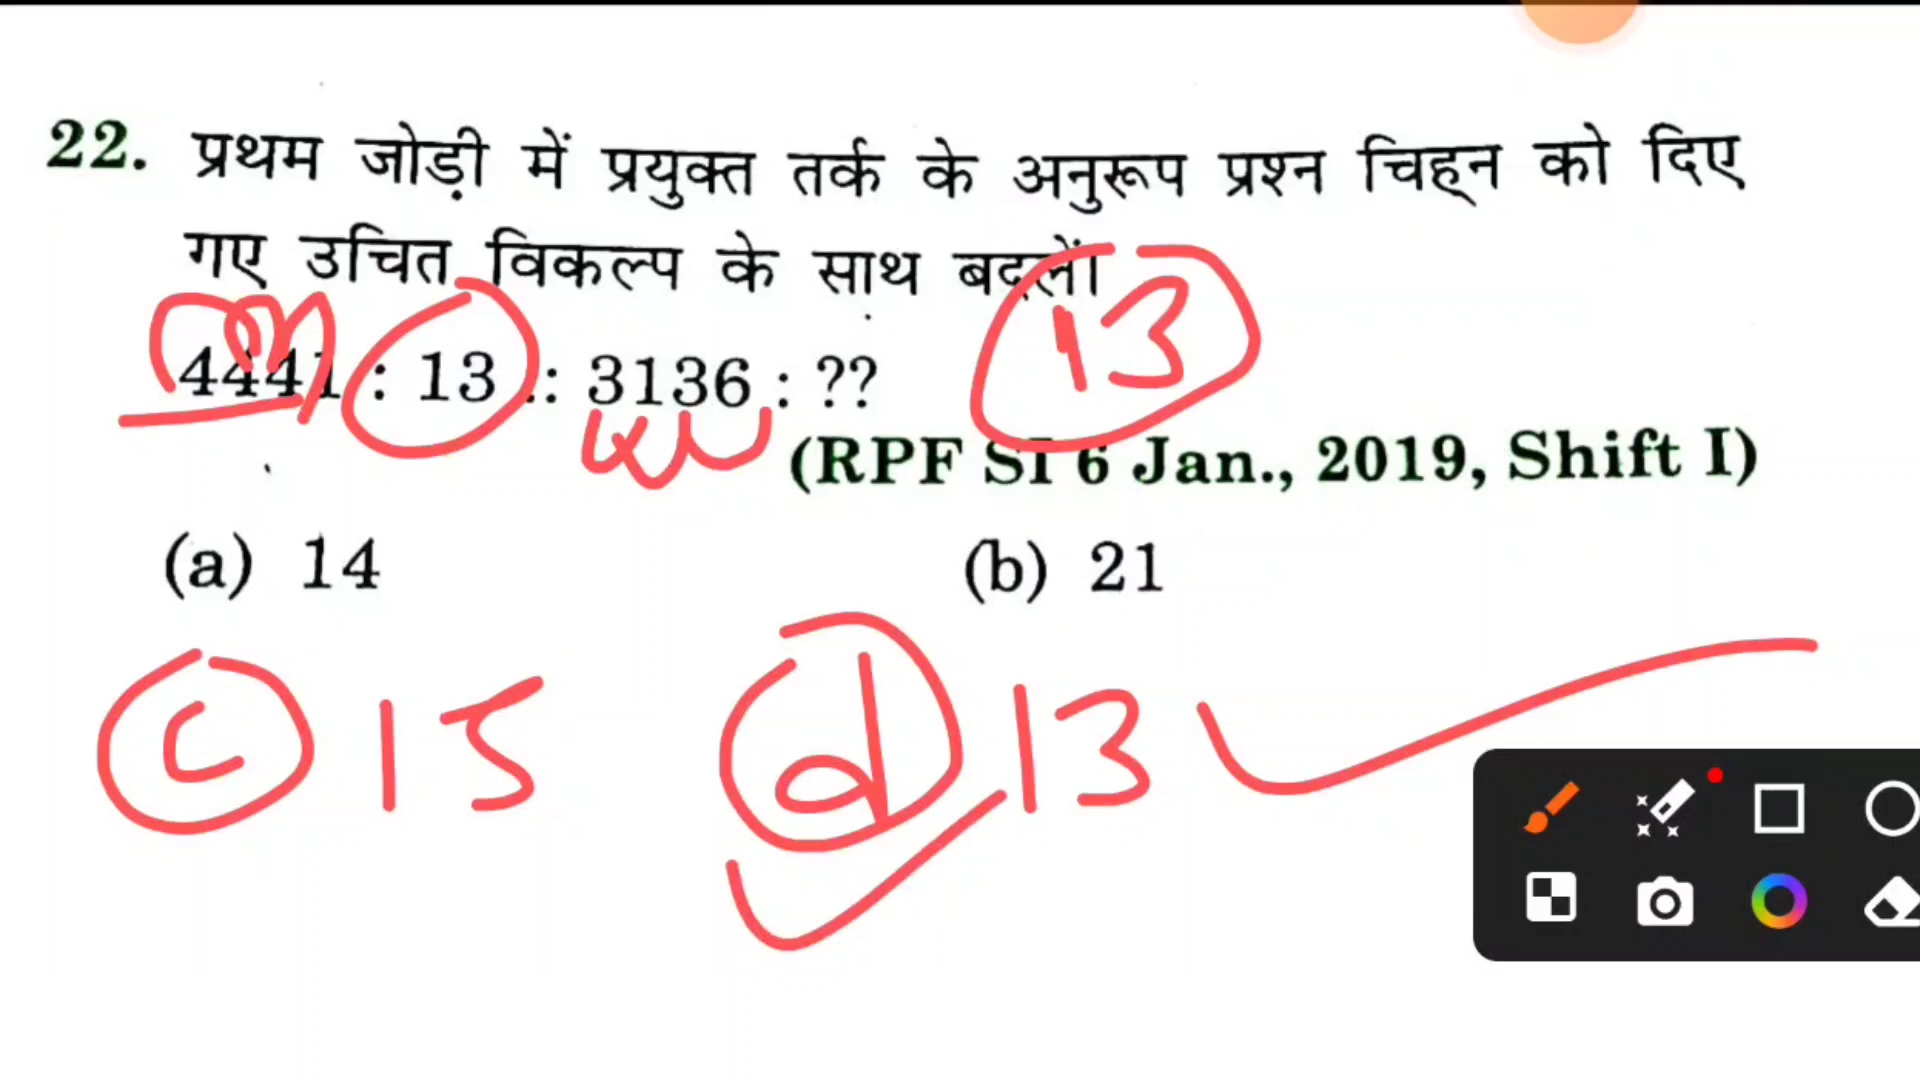 22. प्रथम जोड़ी में प्रयुक्त तर्क के अनुरूप प्रश्न चिह्न को दिए
गए उचित विकल्प के साथ बदलें।
13
4441 : 13 :: 3136 : ??
(RPF SI 6 Jan., 2019, Shift I)
(a) 14 (b) 21
c 15 d 13